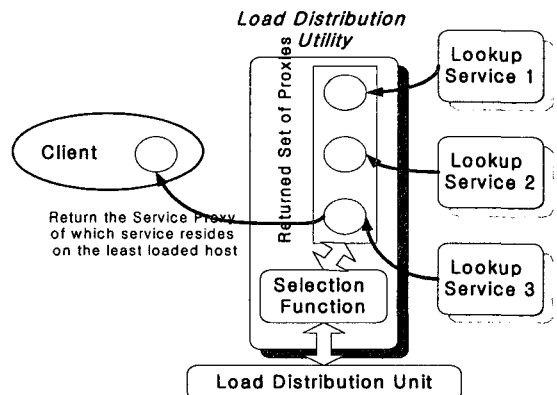 Load Distribution
Utility
Returned Set of Proxies
Lookup
Service 1
Client
Lookup
Service 2
Return the Service Proxy
of which service resides
on the least loaded host
Lookup
Service 3
Selection
Function
Load Distribution Unit